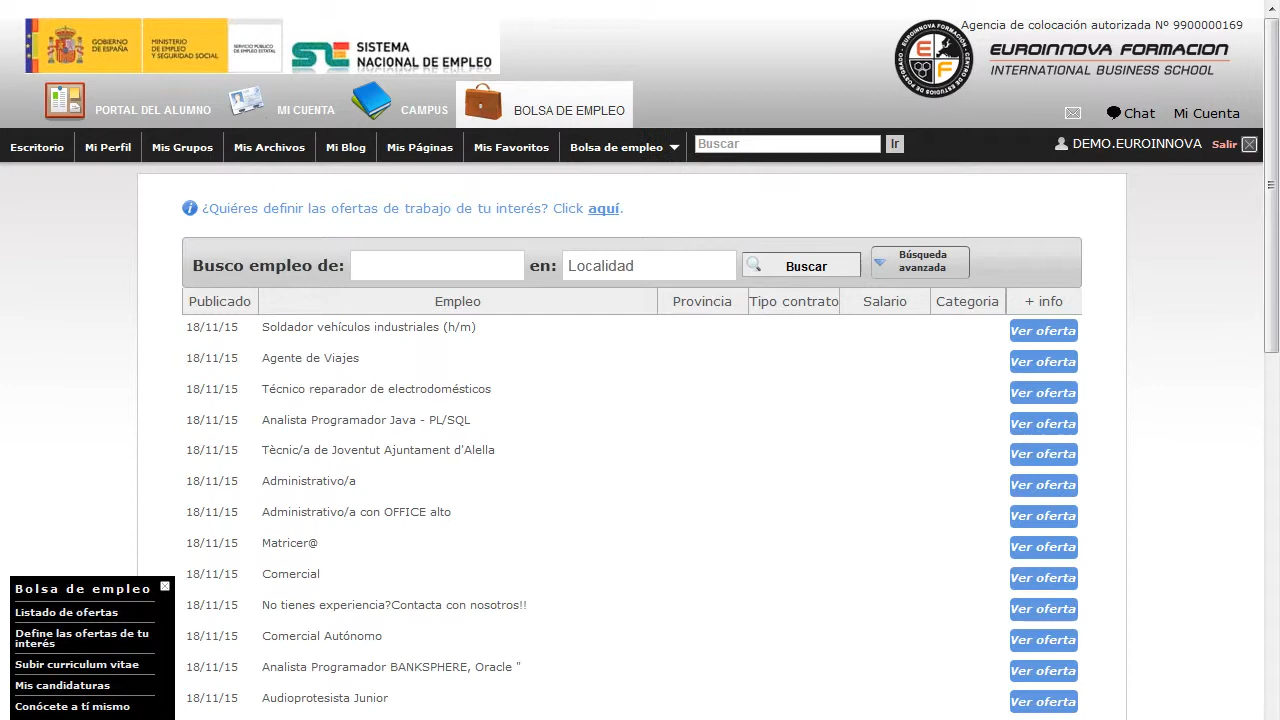 GOBIERNO
DE ESPAÑA
MINISTERIO
DE EMPLEO
Y SEGURIDAD SOCIAL
SERVICIO PÚBLICO
DE EMPLEO ESTATAL
SISTEMA
NACIONAL DE EMPLEO
Agencia de colocación autorizada Nº 9900000169
EUROINNOVA FORMACION
INTERNATIONAL BUSINESS SCHOOL
EUROINNOVA FORMACIÓN
CENTRO DE ESTUDIOS DE POSTGRADO
E
F
PORTAL DEL ALUMNO
MI CUENTA
CAMPUS
BOLSA DE EMPLEO
Chat
Mi Cuenta
Escritorio
Mi Perfil
Mis Grupos
Mis Archivos
Mi Blog
Mis Páginas
Mis Favoritos
Bolsa de empleo
Buscar
Ir
DEMO.EUROINNOVA
Salir
¿Quiéres definir las ofertas de trabajo de tu interés? Click aquí.
Busco empleo de: en: Localidad Buscar Búsqueda avanzada
Publicado Empleo Provincia Tipo contrato Salario Categoria + info
18/11/15 Soldador vehículos industriales (h/m) Ver oferta
18/11/15 Agente de Viajes Ver oferta
18/11/15 Técnico reparador de electrodomésticos Ver oferta
18/11/15 Analista Programador Java - PL/SQL Ver oferta
18/11/15 Tècnic/a de Joventut Ajuntament d'Alella Ver oferta
18/11/15 Administrativo/a Ver oferta
18/11/15 Administrativo/a con OFFICE alto Ver oferta
18/11/15 Matricer@ Ver oferta
18/11/15 Comercial Ver oferta
18/11/15 No tienes experiencia?Contacta con nosotros!! Ver oferta
18/11/15 Comercial Autónomo Ver oferta
18/11/15 Analista Programador BANKSPHERE, Oracle " Ver oferta
18/11/15 Audioprotesista Junior Ver oferta
Bolsa de empleo
Listado de ofertas
Define las ofertas de tu
interés
Subir curriculum vitae
Mis candidaturas
Conócete a tí mismo